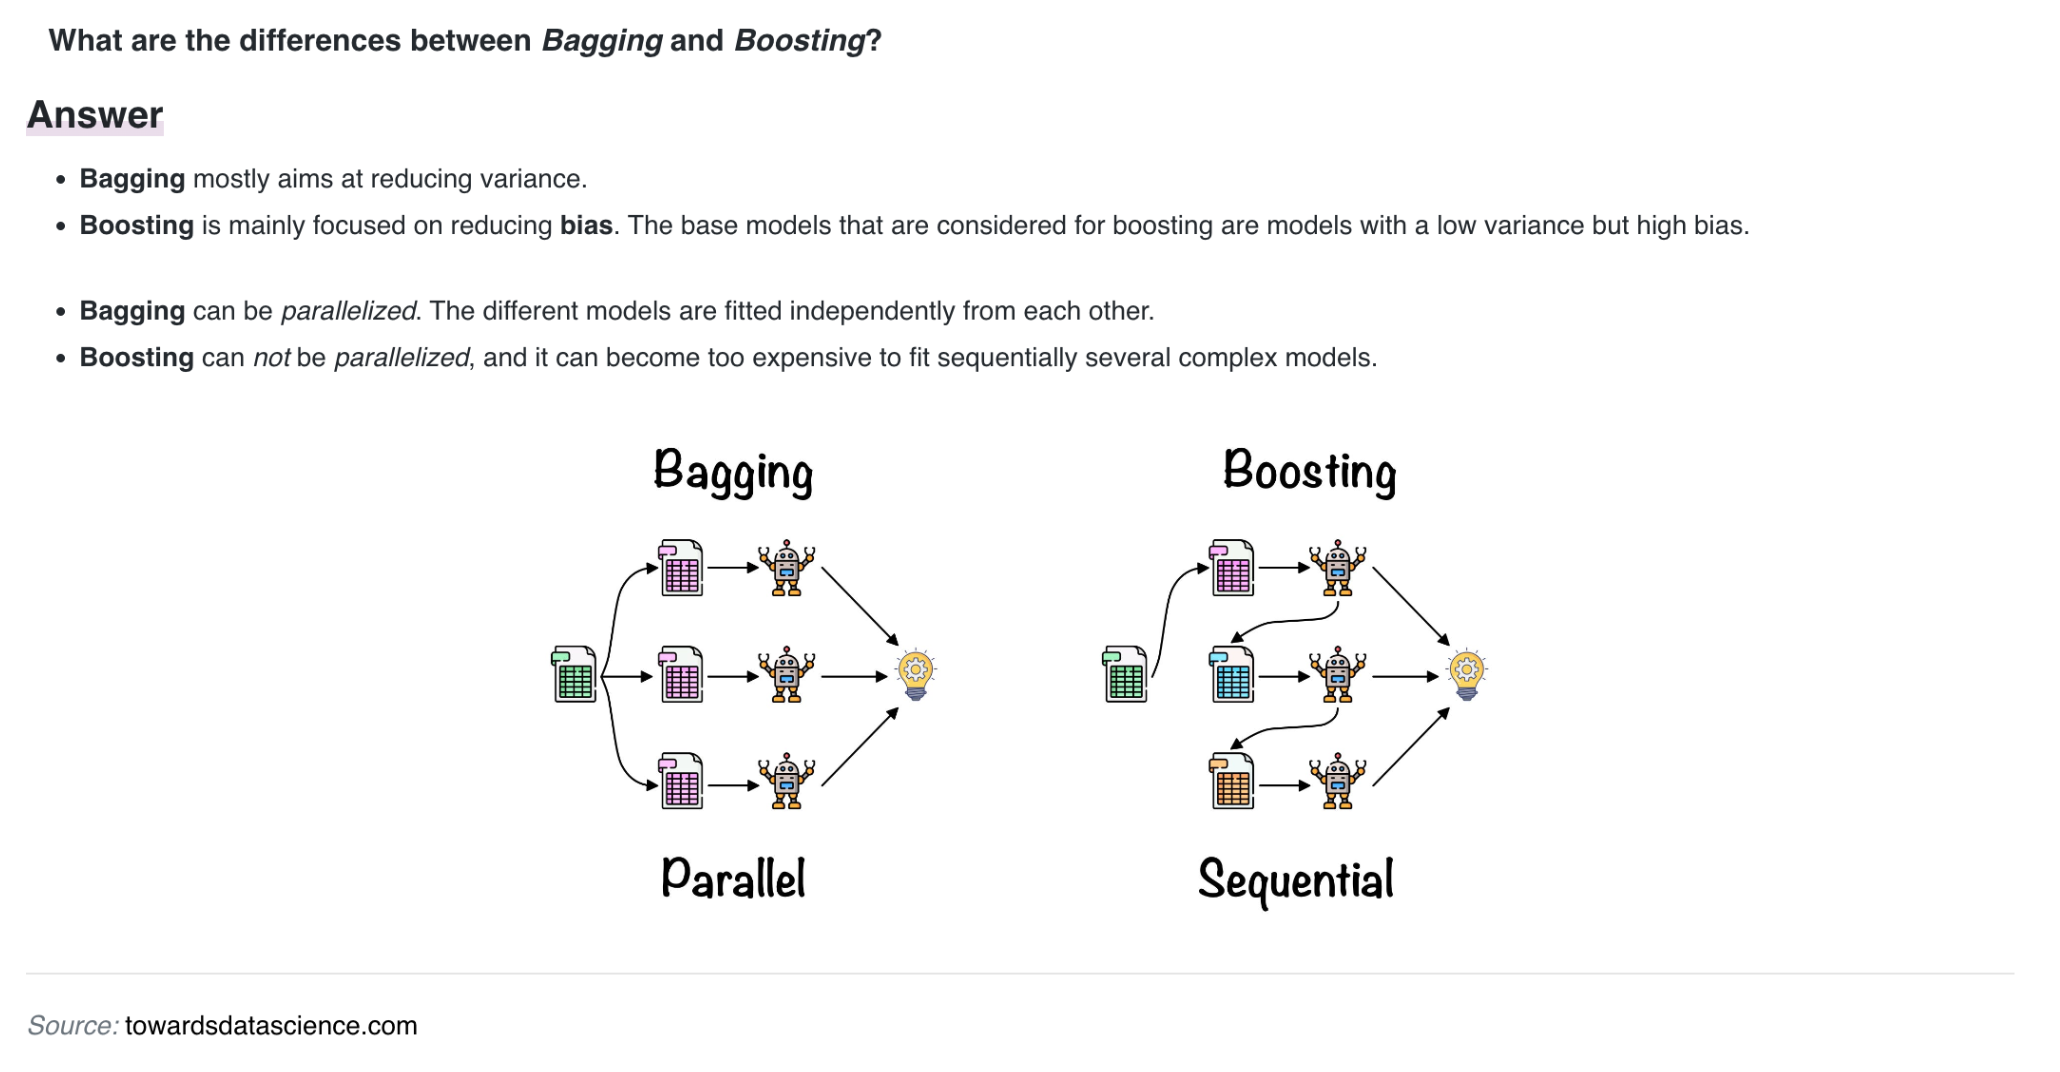 What are the differences between Bagging and Boosting?
Answer
• Bagging mostly aims at reducing variance.
• Boosting is mainly focused on reducing bias. The base models that are considered for boosting are models with a low variance but high bias.
• Bagging can be parallelized. The different models are fitted independently from each other.
• Boosting can not be parallelized, and it can become too expensive to fit sequentially several complex models.
Bagging
Boosting
Parallel
Sequential
Source: towardsdatascience.com